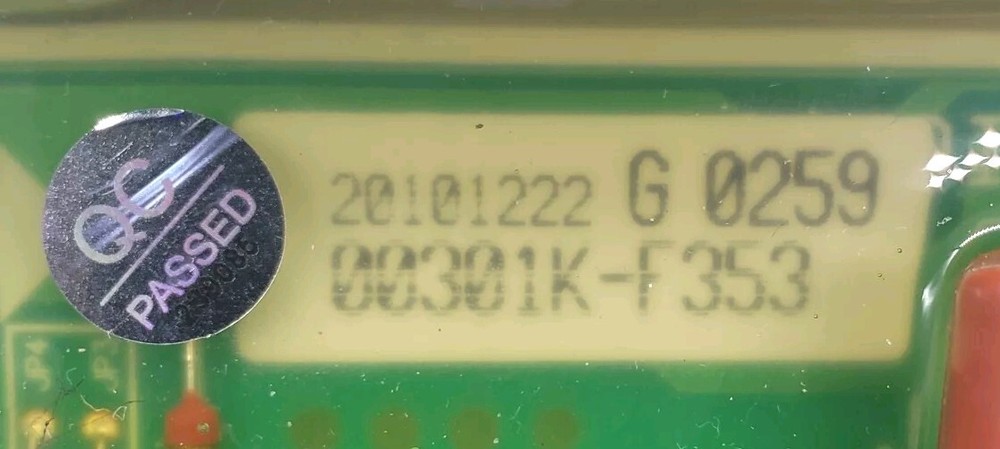 QC
PASSED
20101222 G 0259
00301K-F353